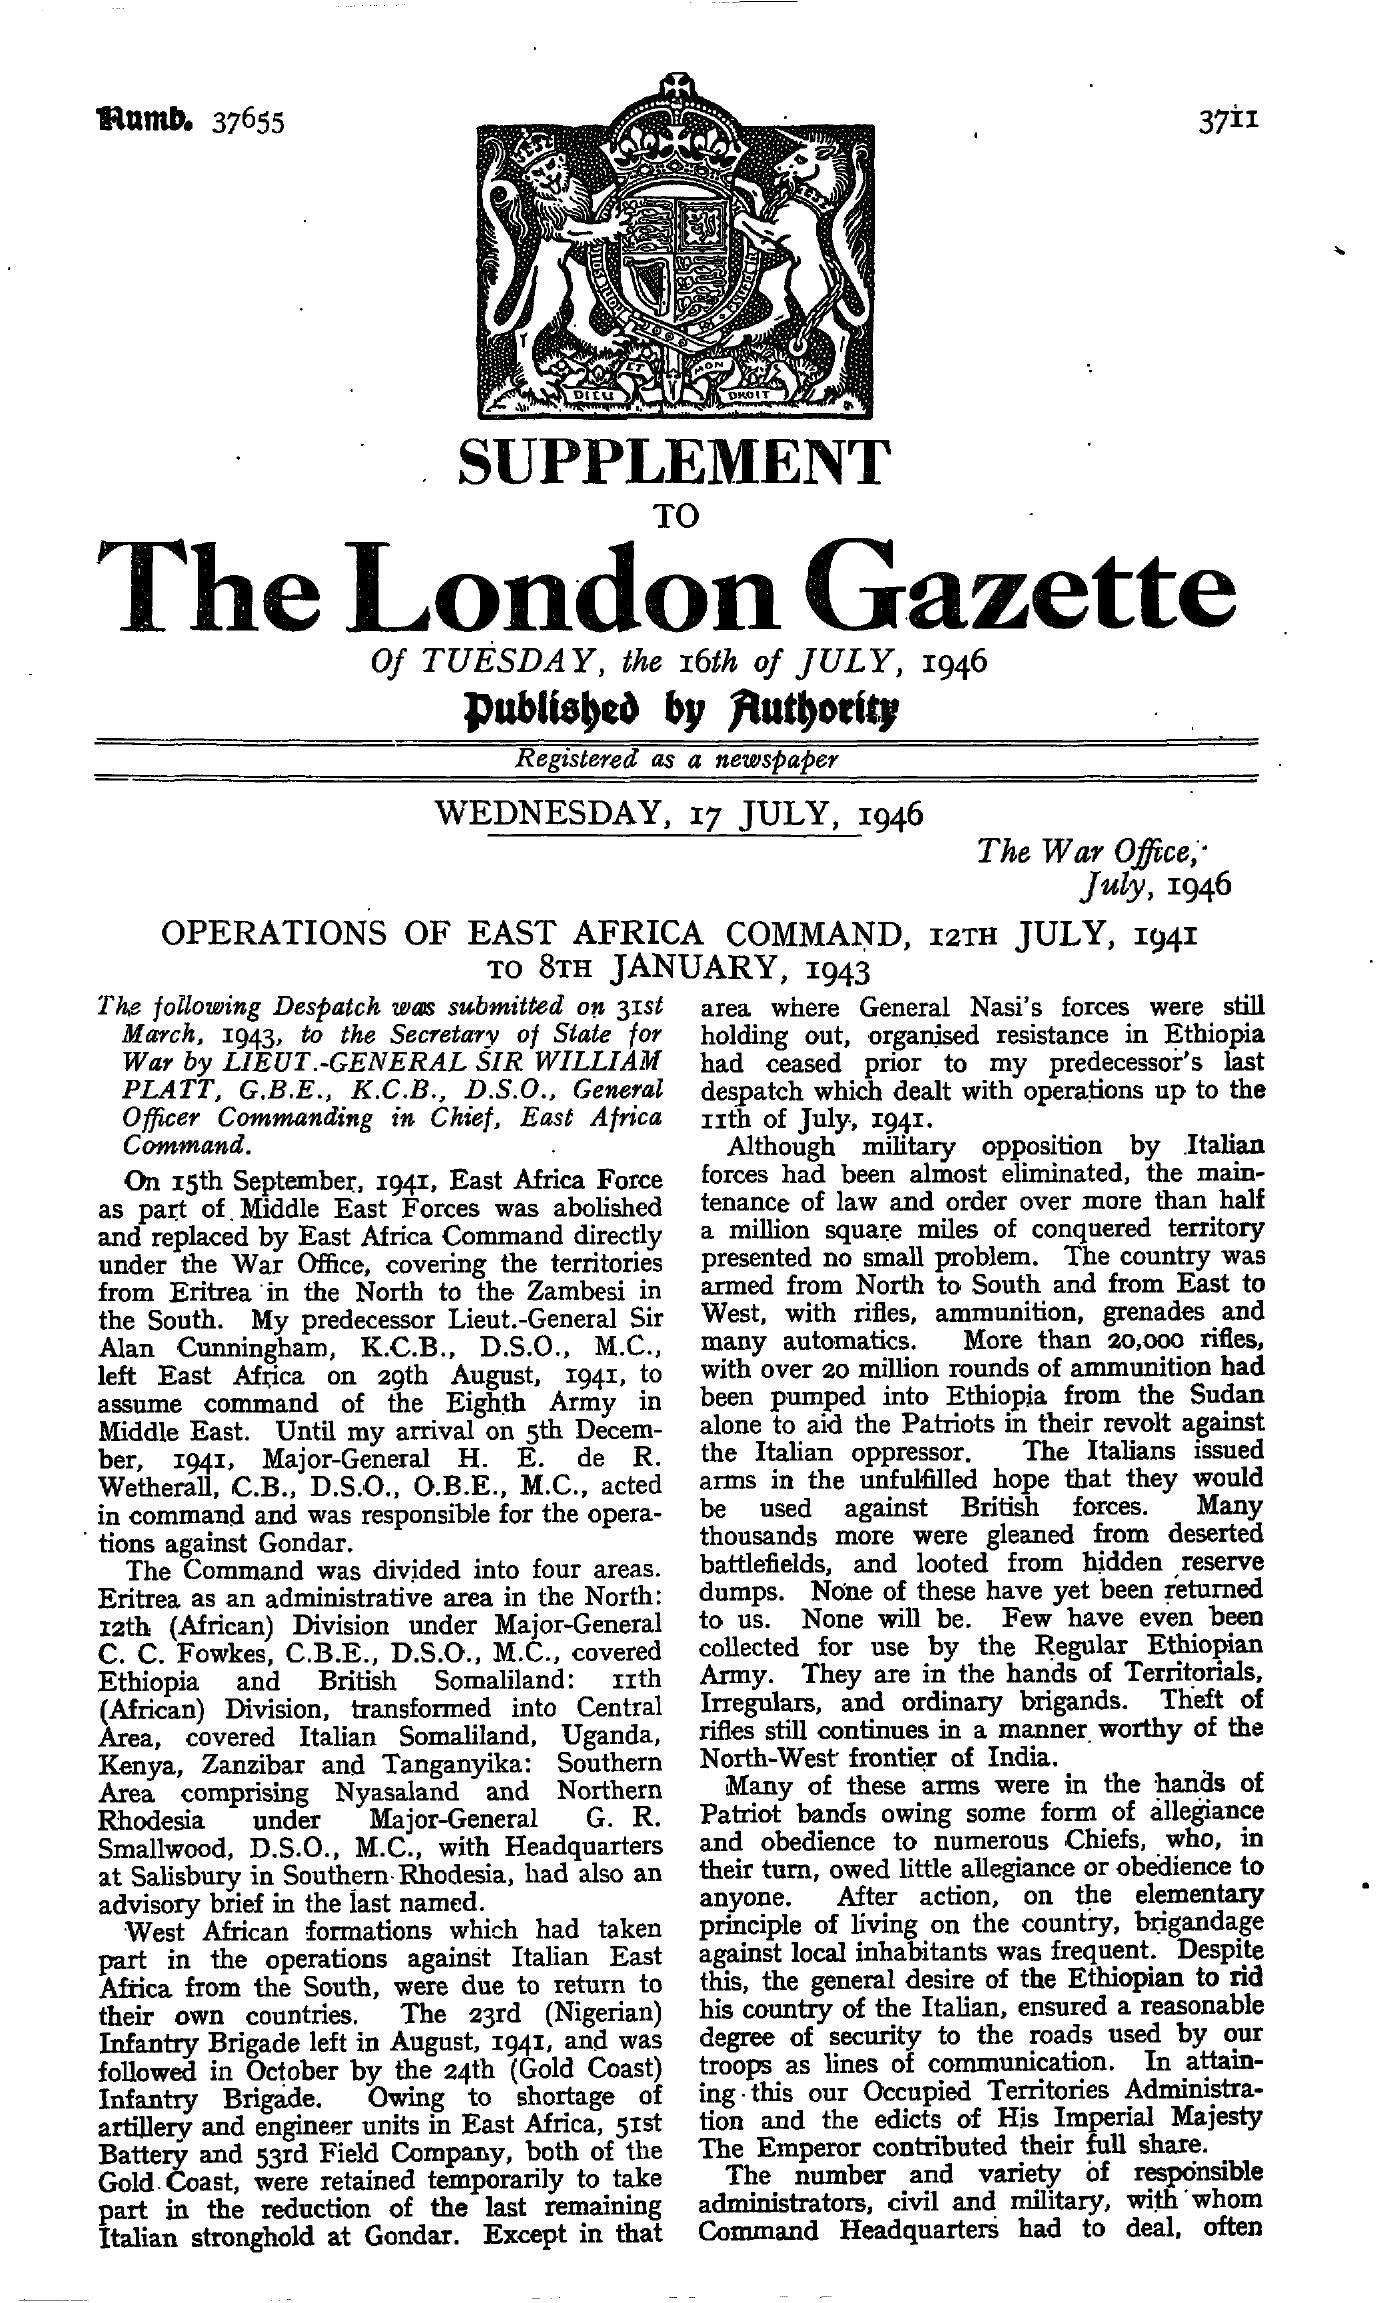 Numb. 37655
3711
DIEU
ET
MON
DROIT
SUPPLEMENT
TO
The London Gazette
Of TUESDAY, the 16th of JULY, 1946
Published by Authority
Registered as a newspaper
WEDNESDAY, 17 JULY, 1946
The War Office,
July, 1946
OPERATIONS OF EAST AFRICA COMMAND, 12TH JULY, 1941
TO 8TH JANUARY, 1943
The following Despatch was submitted on 31st
March, 1943, to the Secretary of State for
War by LIEUT.-GENERAL SIR WILLIAM
PLATT, G.B.E., K.C.B., D.S.O., General
Officer Commanding in Chief, East Africa
Command.
On 15th September, 1941, East Africa Force
as part of Middle East Forces was abolished
and replaced by East Africa Command directly
under the War Office, covering the territories
from Eritrea in the North to the Zambesi in
the South. My predecessor Lieut.-General Sir
Alan Cunningham, K.C.B., D.S.O., M.C.,
left East Africa on 29th August, 1941, to
assume command of the Eighth Army in
Middle East. Until my arrival on 5th Decem-
ber, 1941, Major-General H. E. de R.
Wetherall, C.B., D.S.O., O.B.E., M.C., acted
in command and was responsible for the opera-
tions against Gondar.
The Command was divided into four areas.
Eritrea as an administrative area in the North:
12th (African) Division under Major-General
C. C. Fowkes, C.B.E., D.S.O., M.C., covered
Ethiopia and British Somaliland: 11th
(African) Division, transformed into Central
Area, covered Italian Somaliland, Uganda,
Kenya, Zanzibar and Tanganyika: Southern
Area comprising Nyasaland and Northern
Rhodesia under Major-General G. R.
Smallwood, D.S.O., M.C., with Headquarters
at Salisbury in Southern Rhodesia, had also an
advisory brief in the last named.
West African formations which had taken
part in the operations against Italian East
Africa from the South, were due to return to
their own countries. The 23rd (Nigerian)
Infantry Brigade left in August, 1941, and was
followed in October by the 24th (Gold Coast)
Infantry Brigade. Owing to shortage of
artillery and engineer units in East Africa, 51st
Battery and 53rd Field Company, both of the
Gold Coast, were retained temporarily to take
part in the reduction of the last remaining
Italian stronghold at Gondar. Except in that
area where General Nasi's forces were still
holding out, organised resistance in Ethiopia
had ceased prior to my predecessor's last
despatch which dealt with operations up to the
11th of July, 1941.
Although military opposition by Italian
forces had been almost eliminated, the main-
tenance of law and order over more than half
a million square miles of conquered territory
presented no small problem. The country was
armed from North to South and from East to
West, with rifles, ammunition, grenades and
many automatics. More than 20,000 rifles,
with over 20 million rounds of ammunition had
been pumped into Ethiopia from the Sudan
alone to aid the Patriots in their revolt against
the Italian oppressor. The Italians issued
arms in the unfulfilled hope that they would
be used against British forces. Many
thousands more were gleaned from deserted
battlefields, and looted from hidden reserve
dumps. None of these have yet been returned
to us. None will be. Few have even been
collected for use by the Regular Ethiopian
Army. They are in the hands of Territorials,
Irregulars, and ordinary brigands. Theft of
rifles still continues in a manner worthy of the
North-West frontier of India.
Many of these arms were in the hands of
Patriot bands owing some form of allegiance
and obedience to numerous Chiefs, who, in
their turn, owed little allegiance or obedience to
anyone. After action, on the elementary
principle of living on the country, brigandage
against local inhabitants was frequent. Despite
this, the general desire of the Ethiopian to rid
his country of the Italian, ensured a reasonable
degree of security to the roads used by our
troops as lines of communication. In attain-
ing this our Occupied Territories Administra-
tion and the edicts of His Imperial Majesty
The Emperor contributed their full share.
The number and variety of responsible
administrators, civil and military, with whom
Command Headquarters had to deal, often